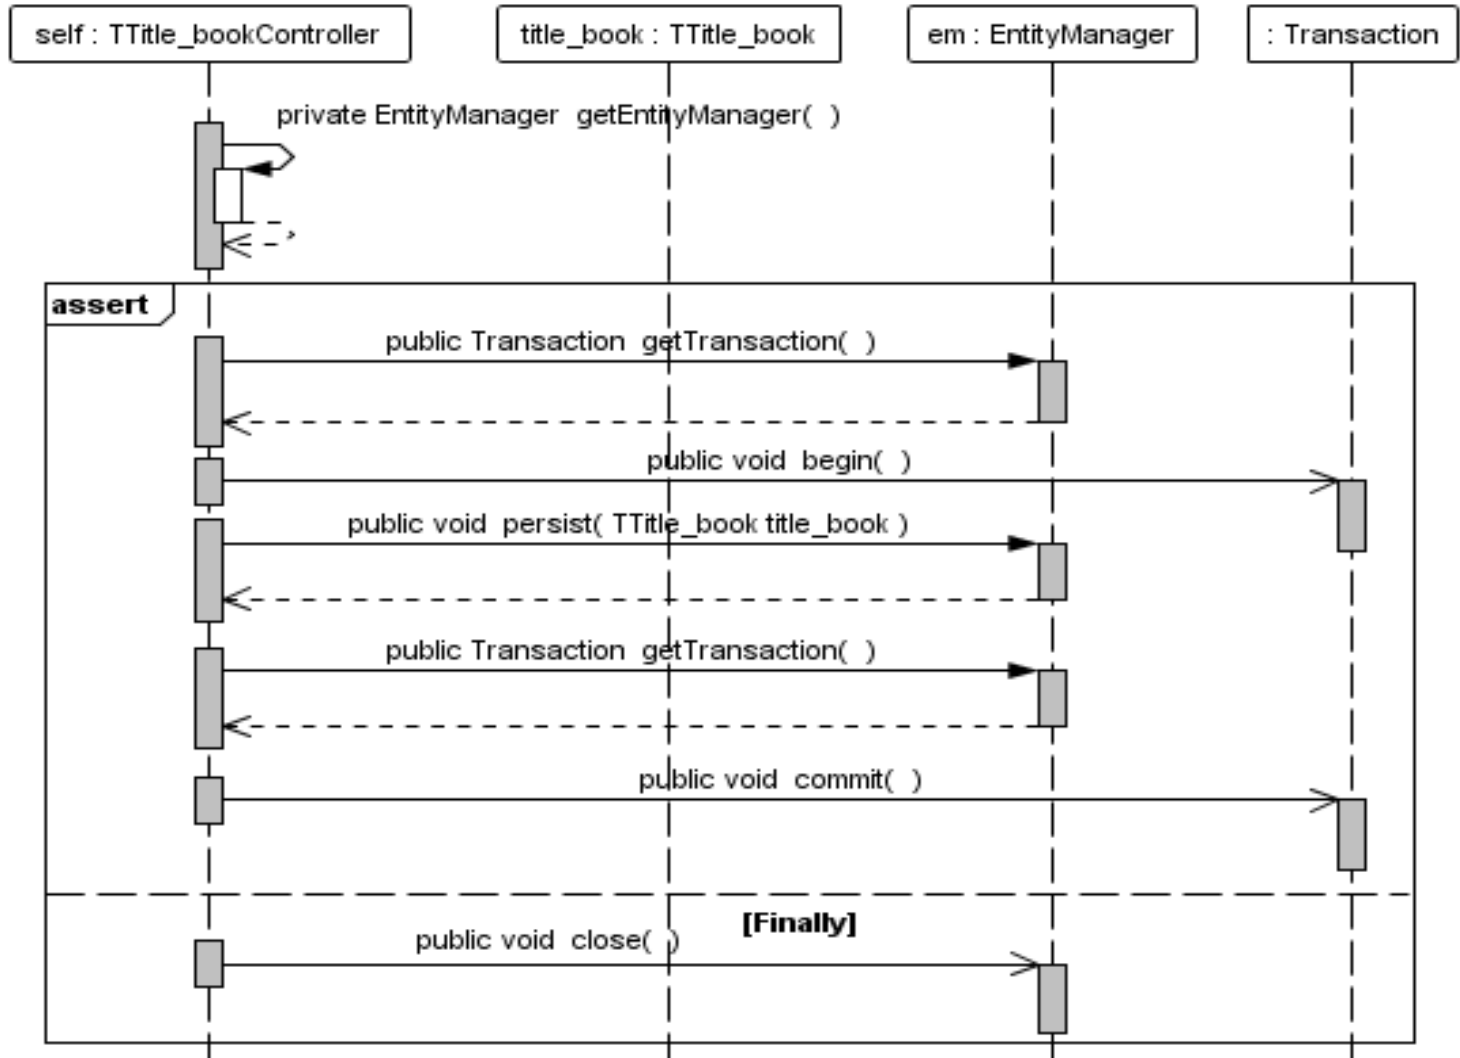 self : TTitle_bookController
title_book : TTitle_book
em : EntityManager
: Transaction
private EntityManager  getEntityManager(  )
assert
public Transaction  getTransaction(  )
public void  begin(  )
public void  persist( TTitle_book title_book )
public Transaction  getTransaction(  )
public void  commit(  )
[Finally]
public void  close(  )